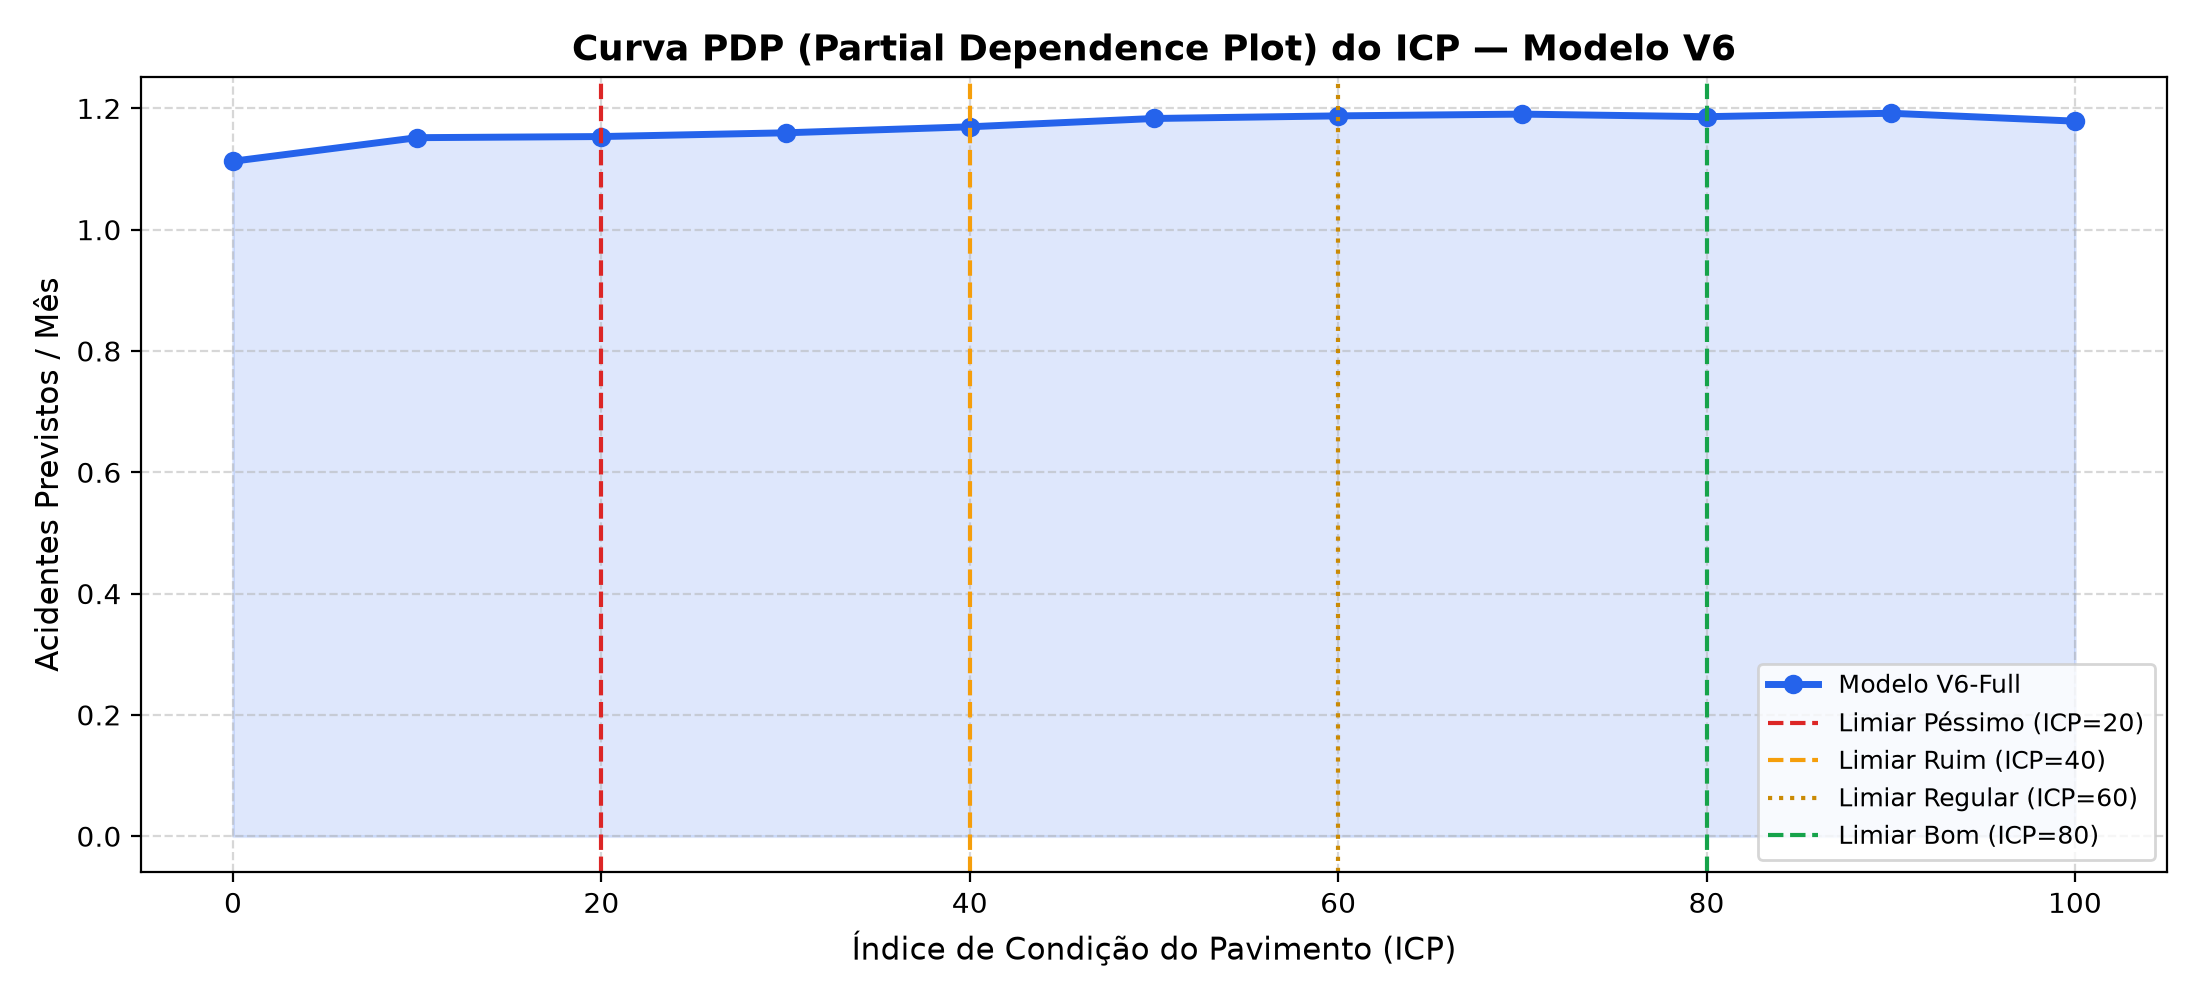 Curva PDP (Partial Dependence Plot) do ICP — Modelo V6
Acidentes Previstos / Mês
1.2
1.0
0.8
0.6
0.4
0.2
0.0
Modelo V6-Full
Limiar Péssimo (ICP=20)
Limiar Ruim (ICP=40)
Limiar Regular (ICP=60)
Limiar Bom (ICP=80)
0 20 40 60 80 100
Índice de Condição do Pavimento (ICP)